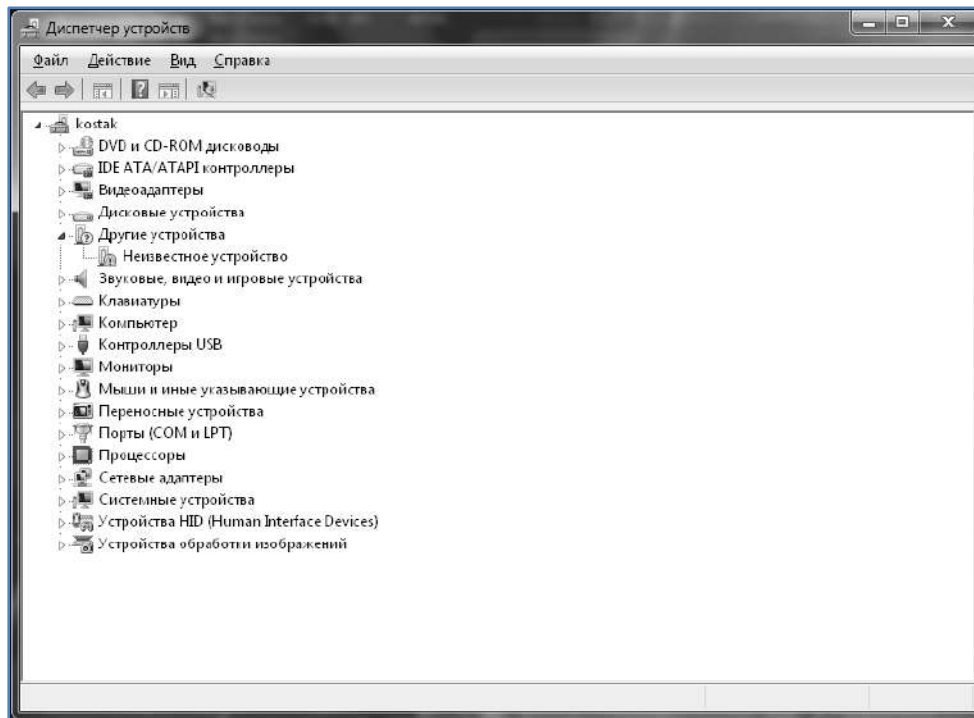 Диспетчер устройств
Файл Действие Вид Справка
kostak
DVD и CD-ROM дисководы
IDE ATA/ATAPI контроллеры
Видеоадаптеры
Дисковые устройства
Другие устройства
Неизвестное устройство
Звуковые, видео и игровые устройства
Клавиатуры
Компьютер
Контроллеры USB
Мониторы
Мыши и иные указывающие устройства
Переносные устройства
Порты (COM и LPT)
Процессоры
Сетевые адаптеры
Системные устройства
Устройства HID (Human Interface Devices)
Устройства обработки изображений